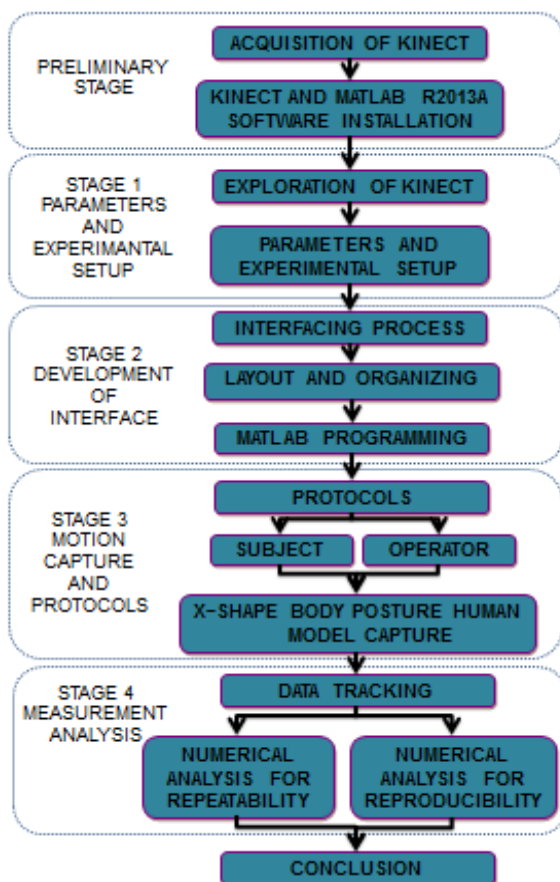 PRELIMINARY
STAGE
ACQUISITION OF KINECT
KINECT AND MATLAB R2013A
SOFTWARE INSTALLATION
STAGE 1
PARAMETERS
AND
EXPERIMANTAL
SETUP
EXPLORATION OF KINECT
PARAMETERS AND
EXPERIMENTAL SETUP
STAGE 2
DEVELOPMENT
OF
INTERFACE
INTERFACING PROCESS
LAYOUT AND ORGANIZING
MATLAB PROGRAMMING
STAGE 3
MOTION
CAPTURE
AND
PROTOCOLS
PROTOCOLS
SUBJECT
OPERATOR
X-SHAPE BODY POSTURE HUMAN
MODEL CAPTURE
STAGE 4
MEASUREMENT
ANALYSIS
DATA TRACKING
NUMERICAL
ANALYSIS FOR
REPEATABILITY
NUMERICAL
ANALYSIS FOR
REPRODUCIBILITY
CONCLUSION